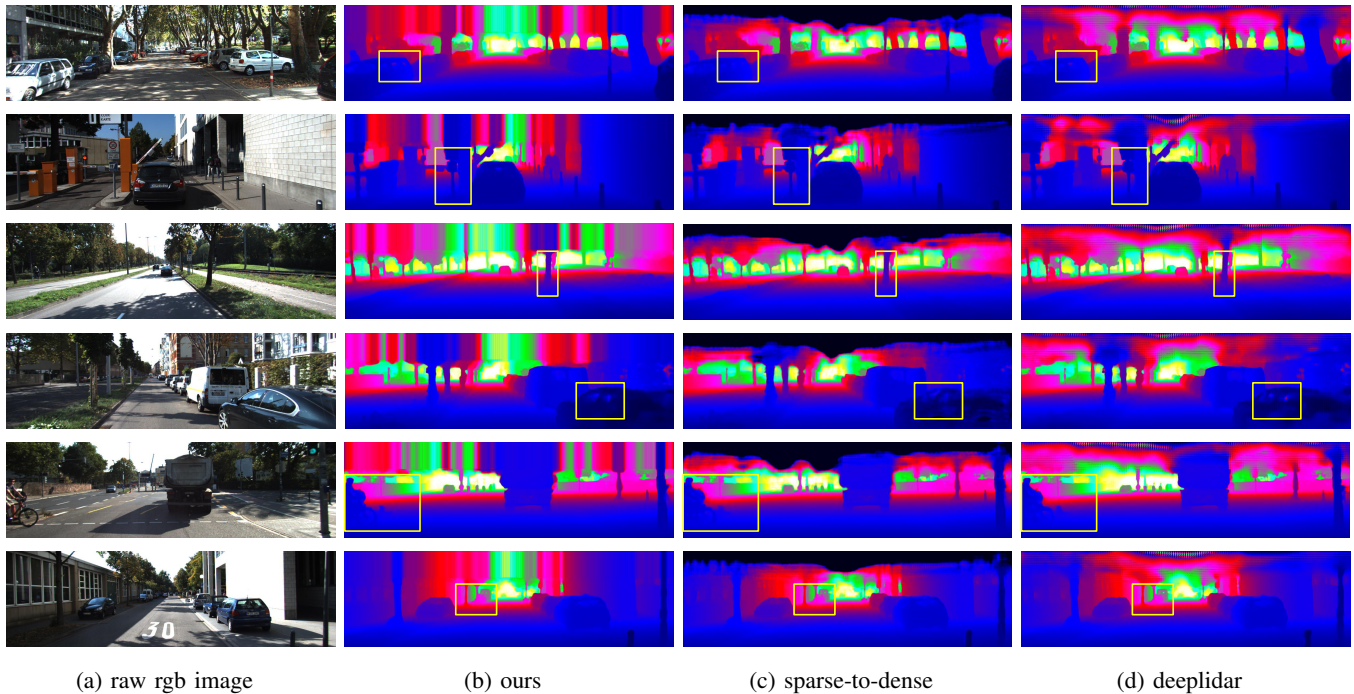 30
(a) raw rgb image
(b) ours
(c) sparse-to-dense
(d) deeplidar